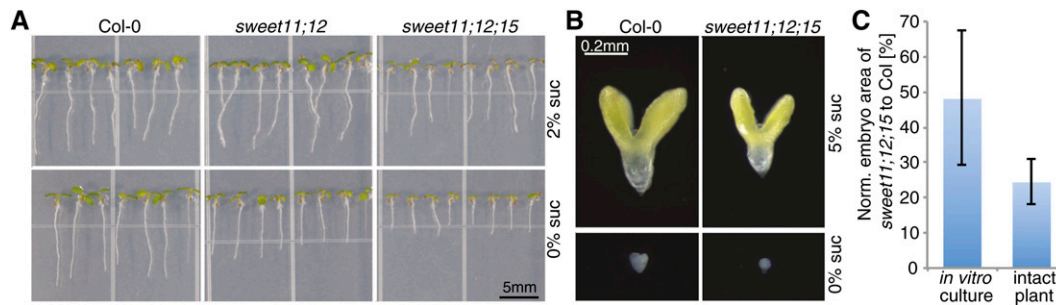 A
Col-0
sweet11;12
sweet11;12;15
2% suc
0% suc
5mm
B
Col-0
sweet11;12;15
0.2mm
5% suc
0% suc
C
Norm. embryo area of
sweet11;12;15 to Col [%]
70
60
50
40
30
20
10
0
in vitro
culture
intact
plant